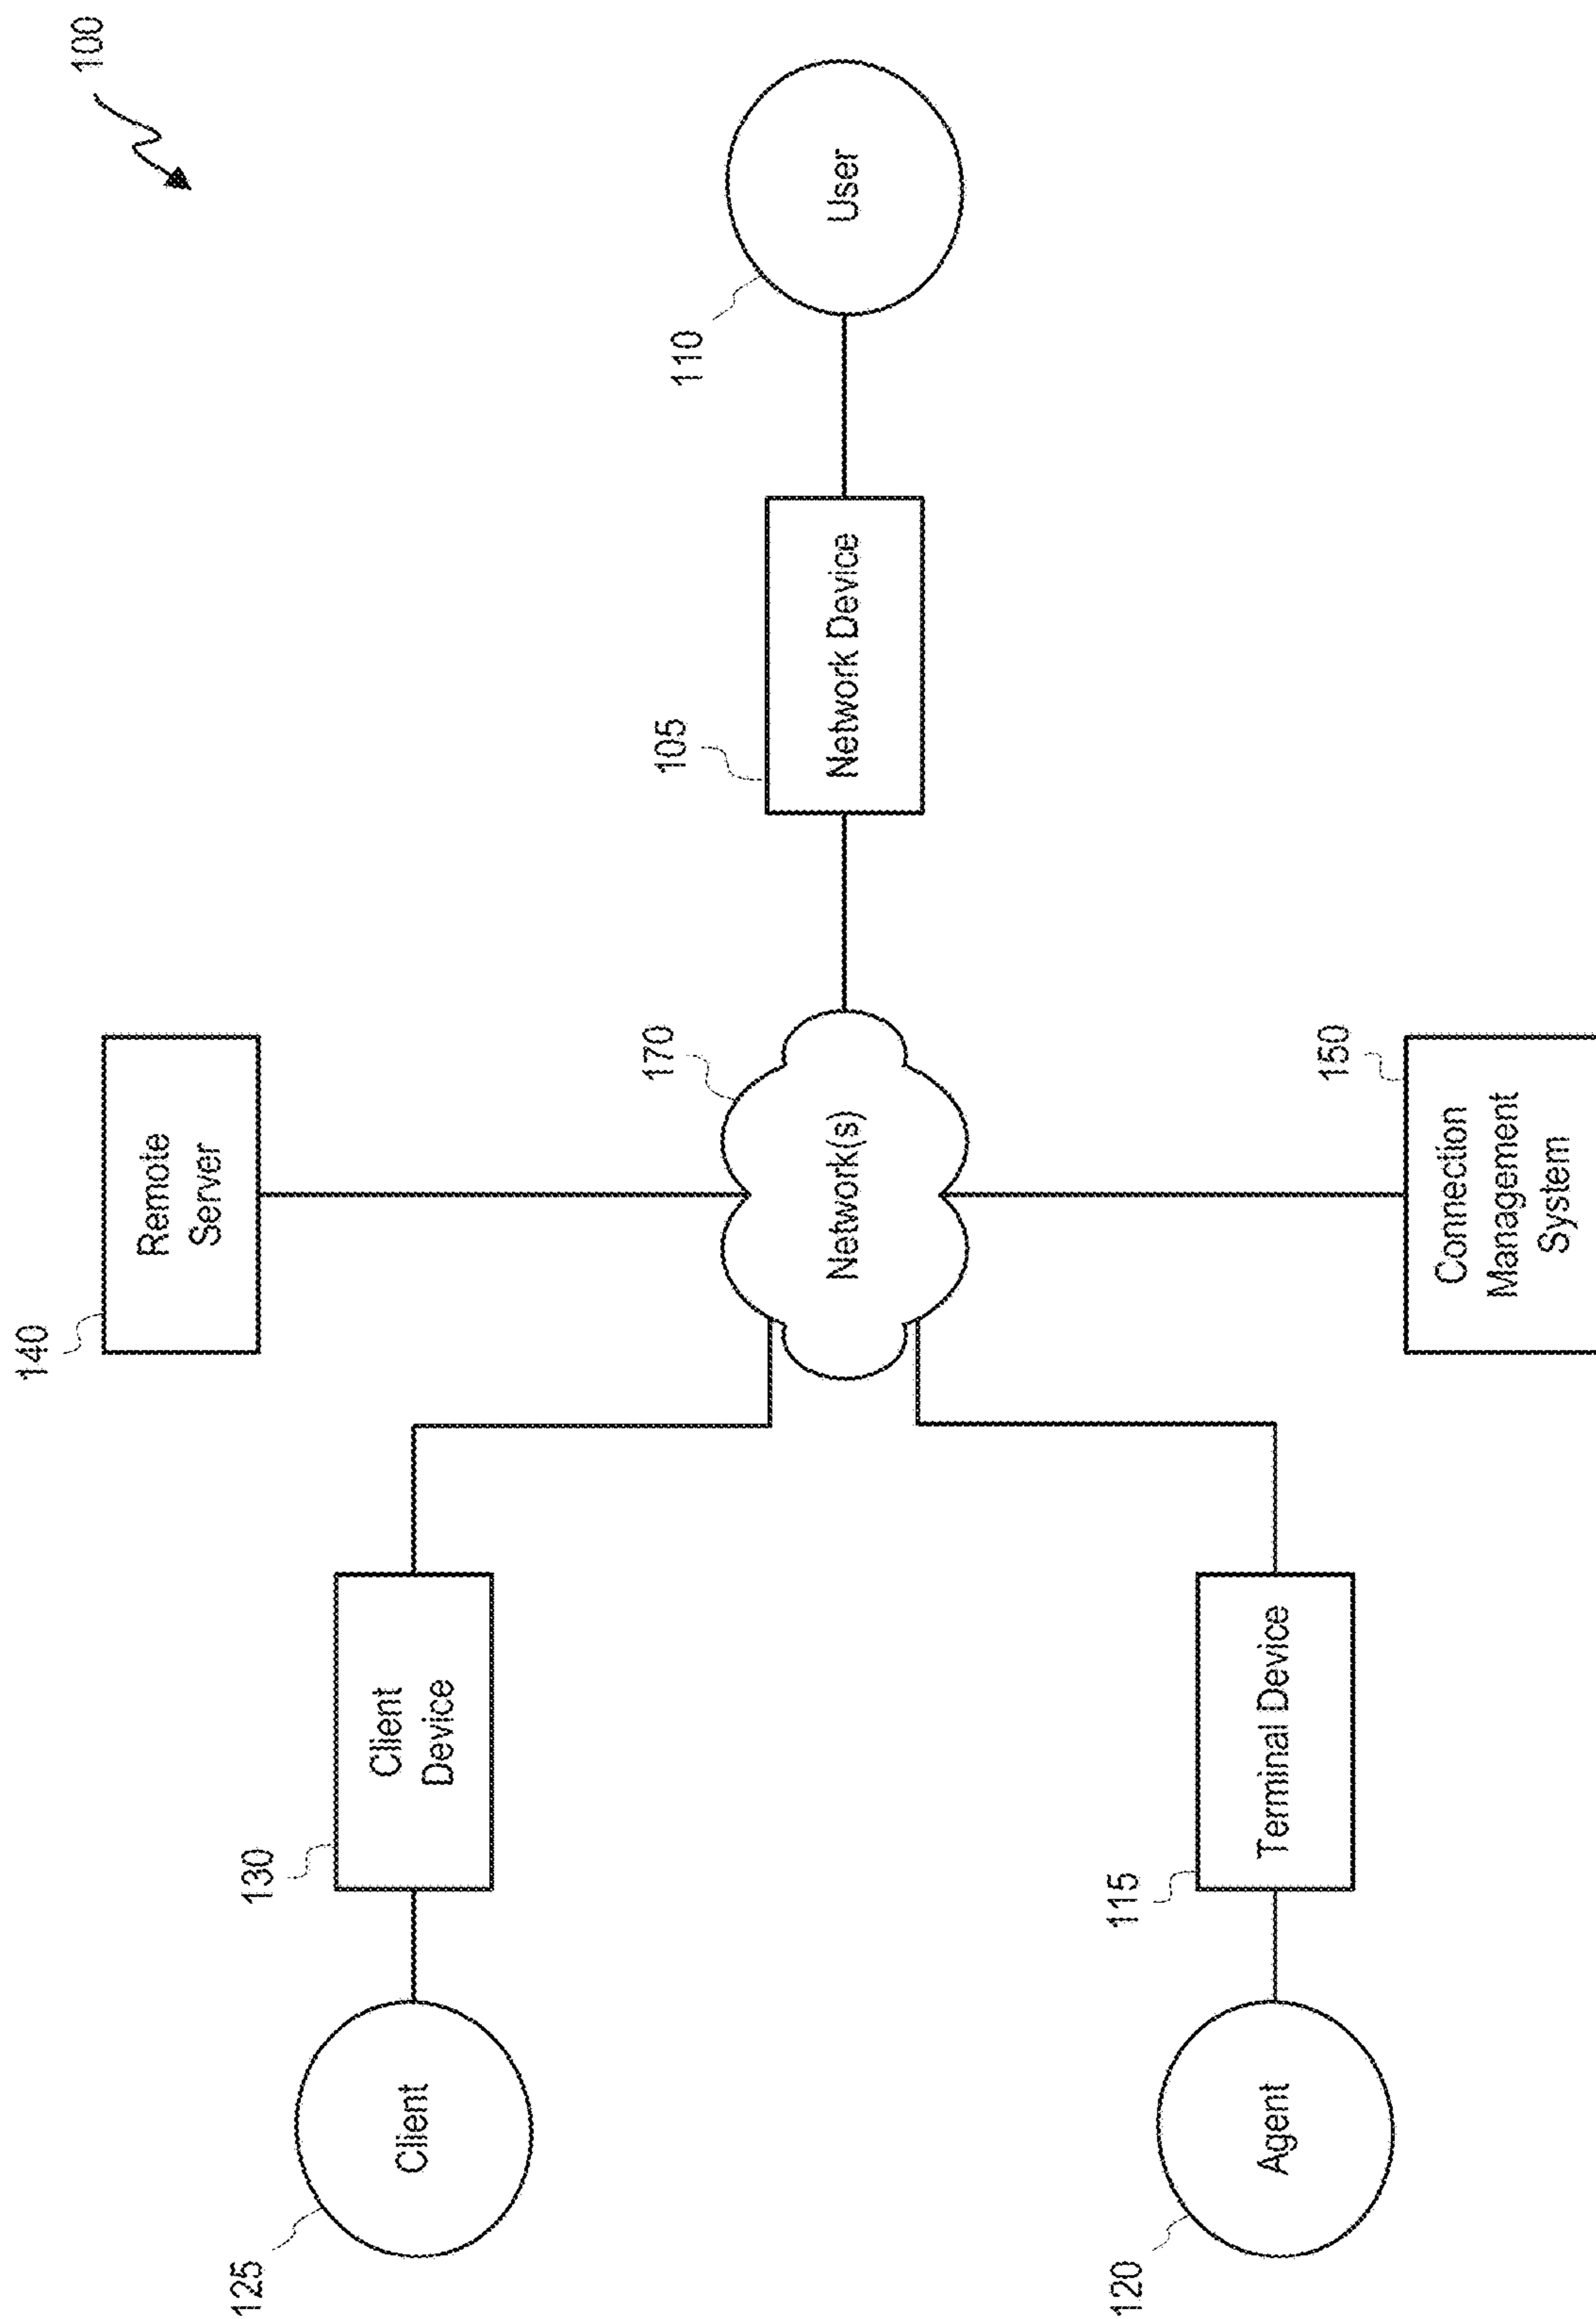 100
140
Remote
Server
125
Client
130
Client
Device
170
Network(s)
105
Network Device
110
User
120
Agent
115
Terminal Device
150
Connection
Management
System